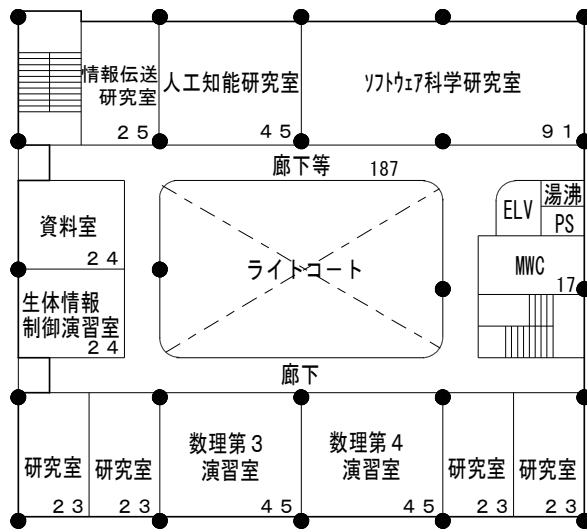 情報伝送
研究室
25
人工知能研究室
45
ソフトウェア科学研究室
91
廊下等 187
資料室
24
ライトコート
ELV
湯沸
PS
MWC
17
生体情報
制御演習室
24
廊下
研究室
23
研究室
23
数理第3
演習室
45
数理第4
演習室
45
研究室
23
研究室
23